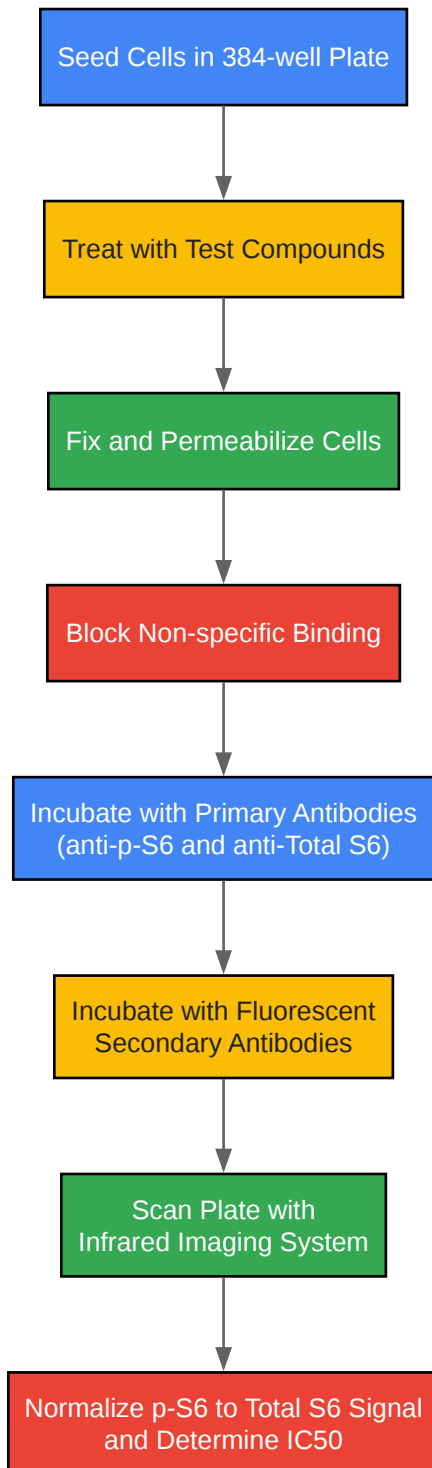 Seed Cells in 384-well Plate
Treat with Test Compounds
Fix and Permeabilize Cells
Block Non-specific Binding
Incubate with Primary Antibodies
(anti-p-S6 and anti-Total S6)
Incubate with Fluorescent
Secondary Antibodies
Scan Plate with
Infrared Imaging System
Normalize p-S6 to Total S6 Signal
and Determine IC50